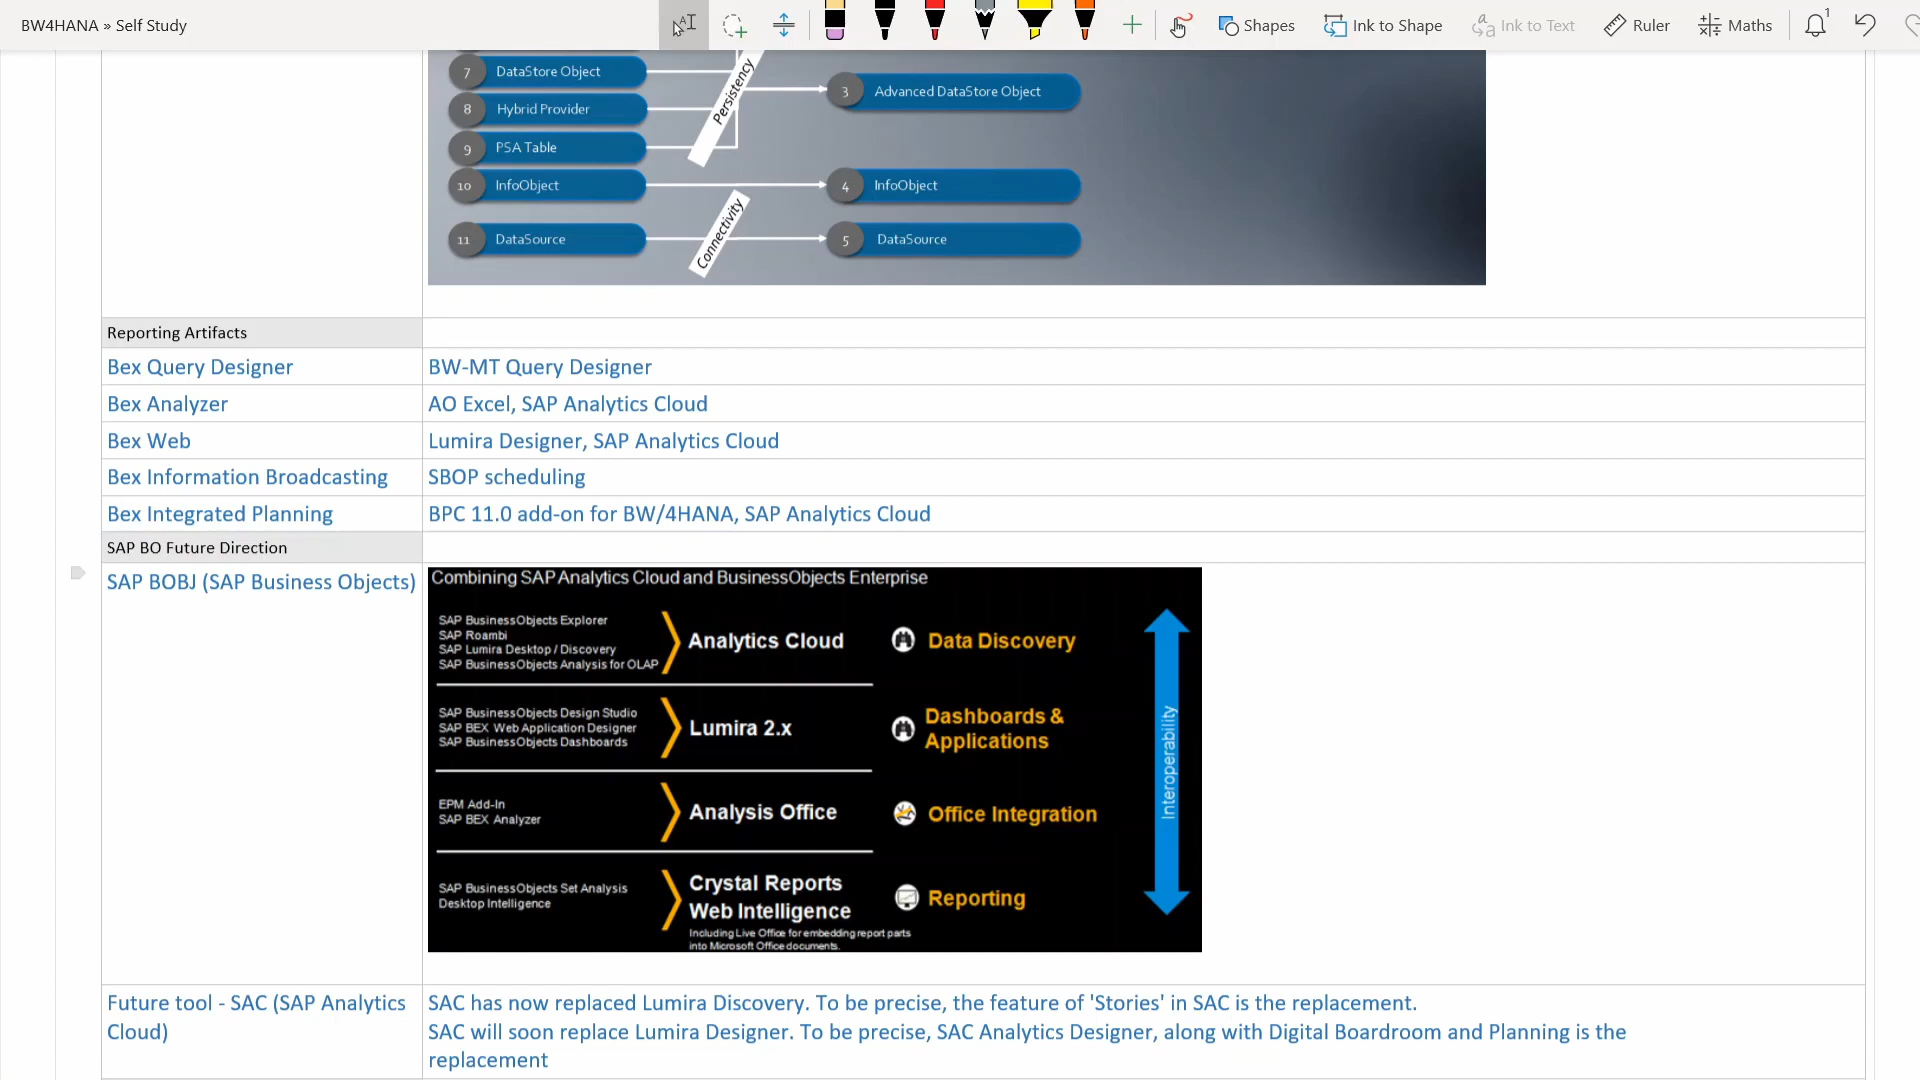 BW4HANA » Self Study
Shapes
Ink to Shape
Ink to Text
Ruler
Maths
1
7 DataStore Object
8 Hybrid Provider
9 PSA Table
10 InfoObject
11 DataSource
Persistency
Connectivity
3 Advanced DataStore Object
4 InfoObject
5 DataSource
Reporting Artifacts
Bex Query Designer BW-MT Query Designer
Bex Analyzer AO Excel, SAP Analytics Cloud
Bex Web Lumira Designer, SAP Analytics Cloud
Bex Information Broadcasting SBOP scheduling
Bex Integrated Planning BPC 11.0 add-on for BW/4HANA, SAP Analytics Cloud
SAP BO Future Direction
SAP BOBJ (SAP Business Objects)
Combining SAP Analytics Cloud and BusinessObjects Enterprise
SAP BusinessObjects Explorer
SAP Roambi
SAP Lumira Desktop / Discovery
SAP BusinessObjects Analysis for OLAP
Analytics Cloud
Data Discovery
SAP BusinessObjects Design Studio
SAP BEX Web Application Designer
SAP BusinessObjects Dashboards
Lumira 2.x
Dashboards &
Applications
EPM Add-In
SAP BEX Analyzer
Analysis Office
Office Integration
SAP BusinessObjects Set Analysis
Desktop Intelligence
Crystal Reports
Web Intelligence
Including Live Office for embedding report parts
into Microsoft Office documents.
Reporting
Interoperability
Future tool - SAC (SAP Analytics
Cloud)
SAC has now replaced Lumira Discovery. To be precise, the feature of 'Stories' in SAC is the replacement.
SAC will soon replace Lumira Designer. To be precise, SAC Analytics Designer, along with Digital Boardroom and Planning is the
replacement